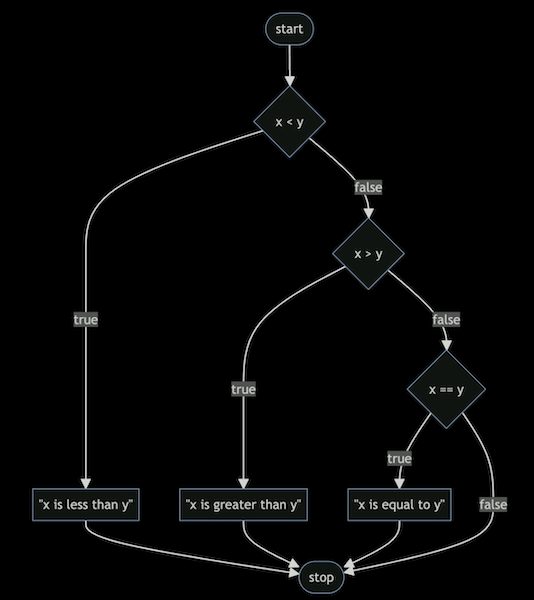 start
x < y
false
x > y
true
false
true
x == y
true
"x is less than y"
"x is greater than y"
"x is equal to y"
false
stop